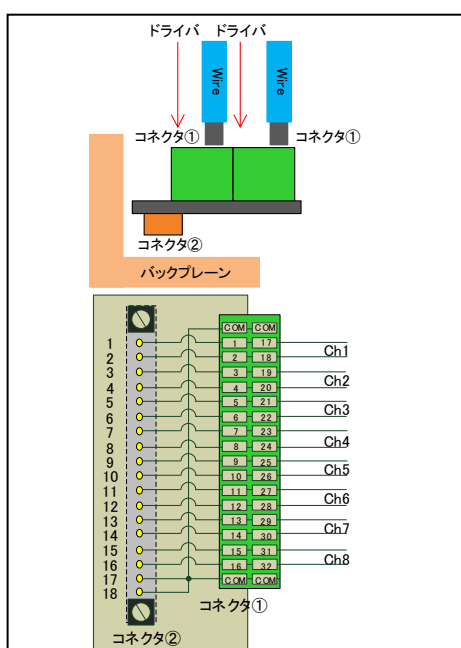 ドライバ ドライバ
Wire Wire
コネクタ① コネクタ①
コネクタ②
バックプレーン
COM COM
1 1 17
2 2 18 Ch1
3 3 19
4 4 20 Ch2
5 5 21
6 6 22 Ch3
7 7 23
8 8 24 Ch4
9 9 25
10 10 26 Ch5
11 11 27
12 12 28 Ch6
13 13 29
14 14 30 Ch7
15 15 31
16 16 32 Ch8
17 COM COM
18
コネクタ①
コネクタ②